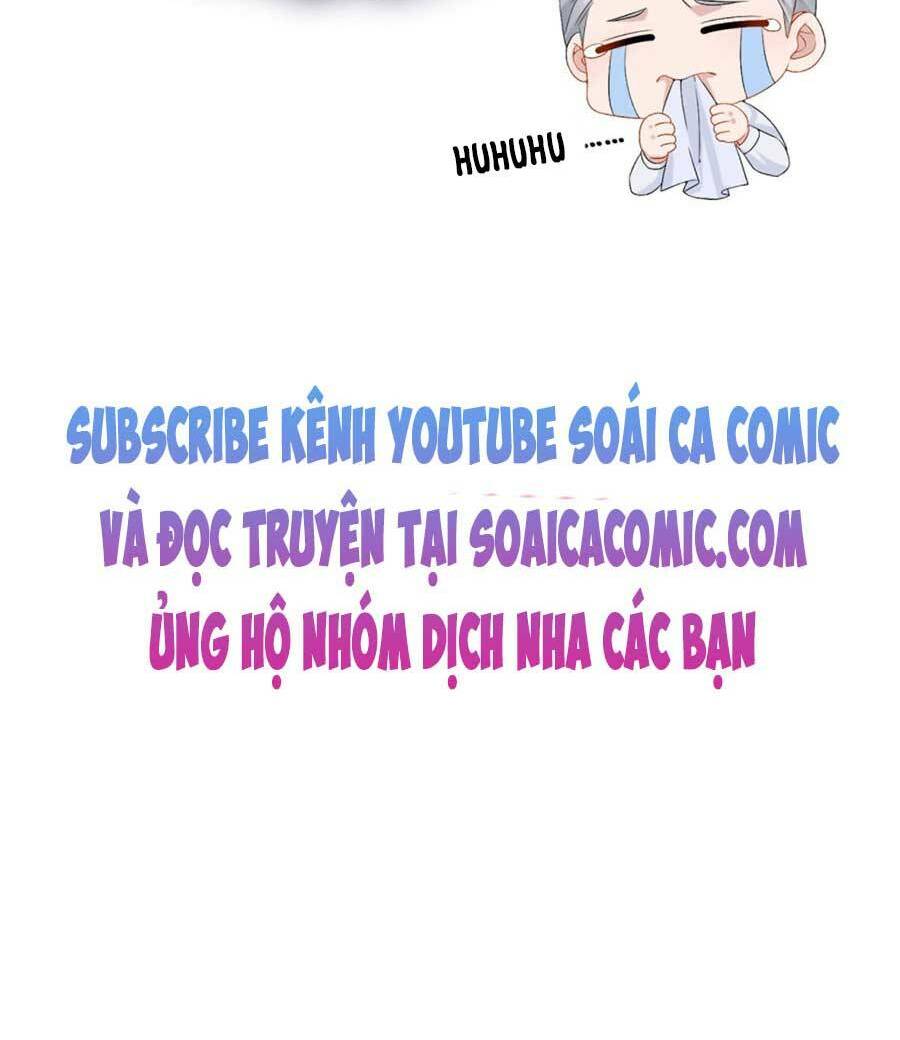 HUHUHU ......
SUBSCRIBE KÊNH YOUTUBE SOÁI CA COMIC
VÀ ĐỌC TRUYỆN TẠI SOAICACOMIC.COM
ỦNG HỘ NHÓM DỊCH NHA CÁC BẠN